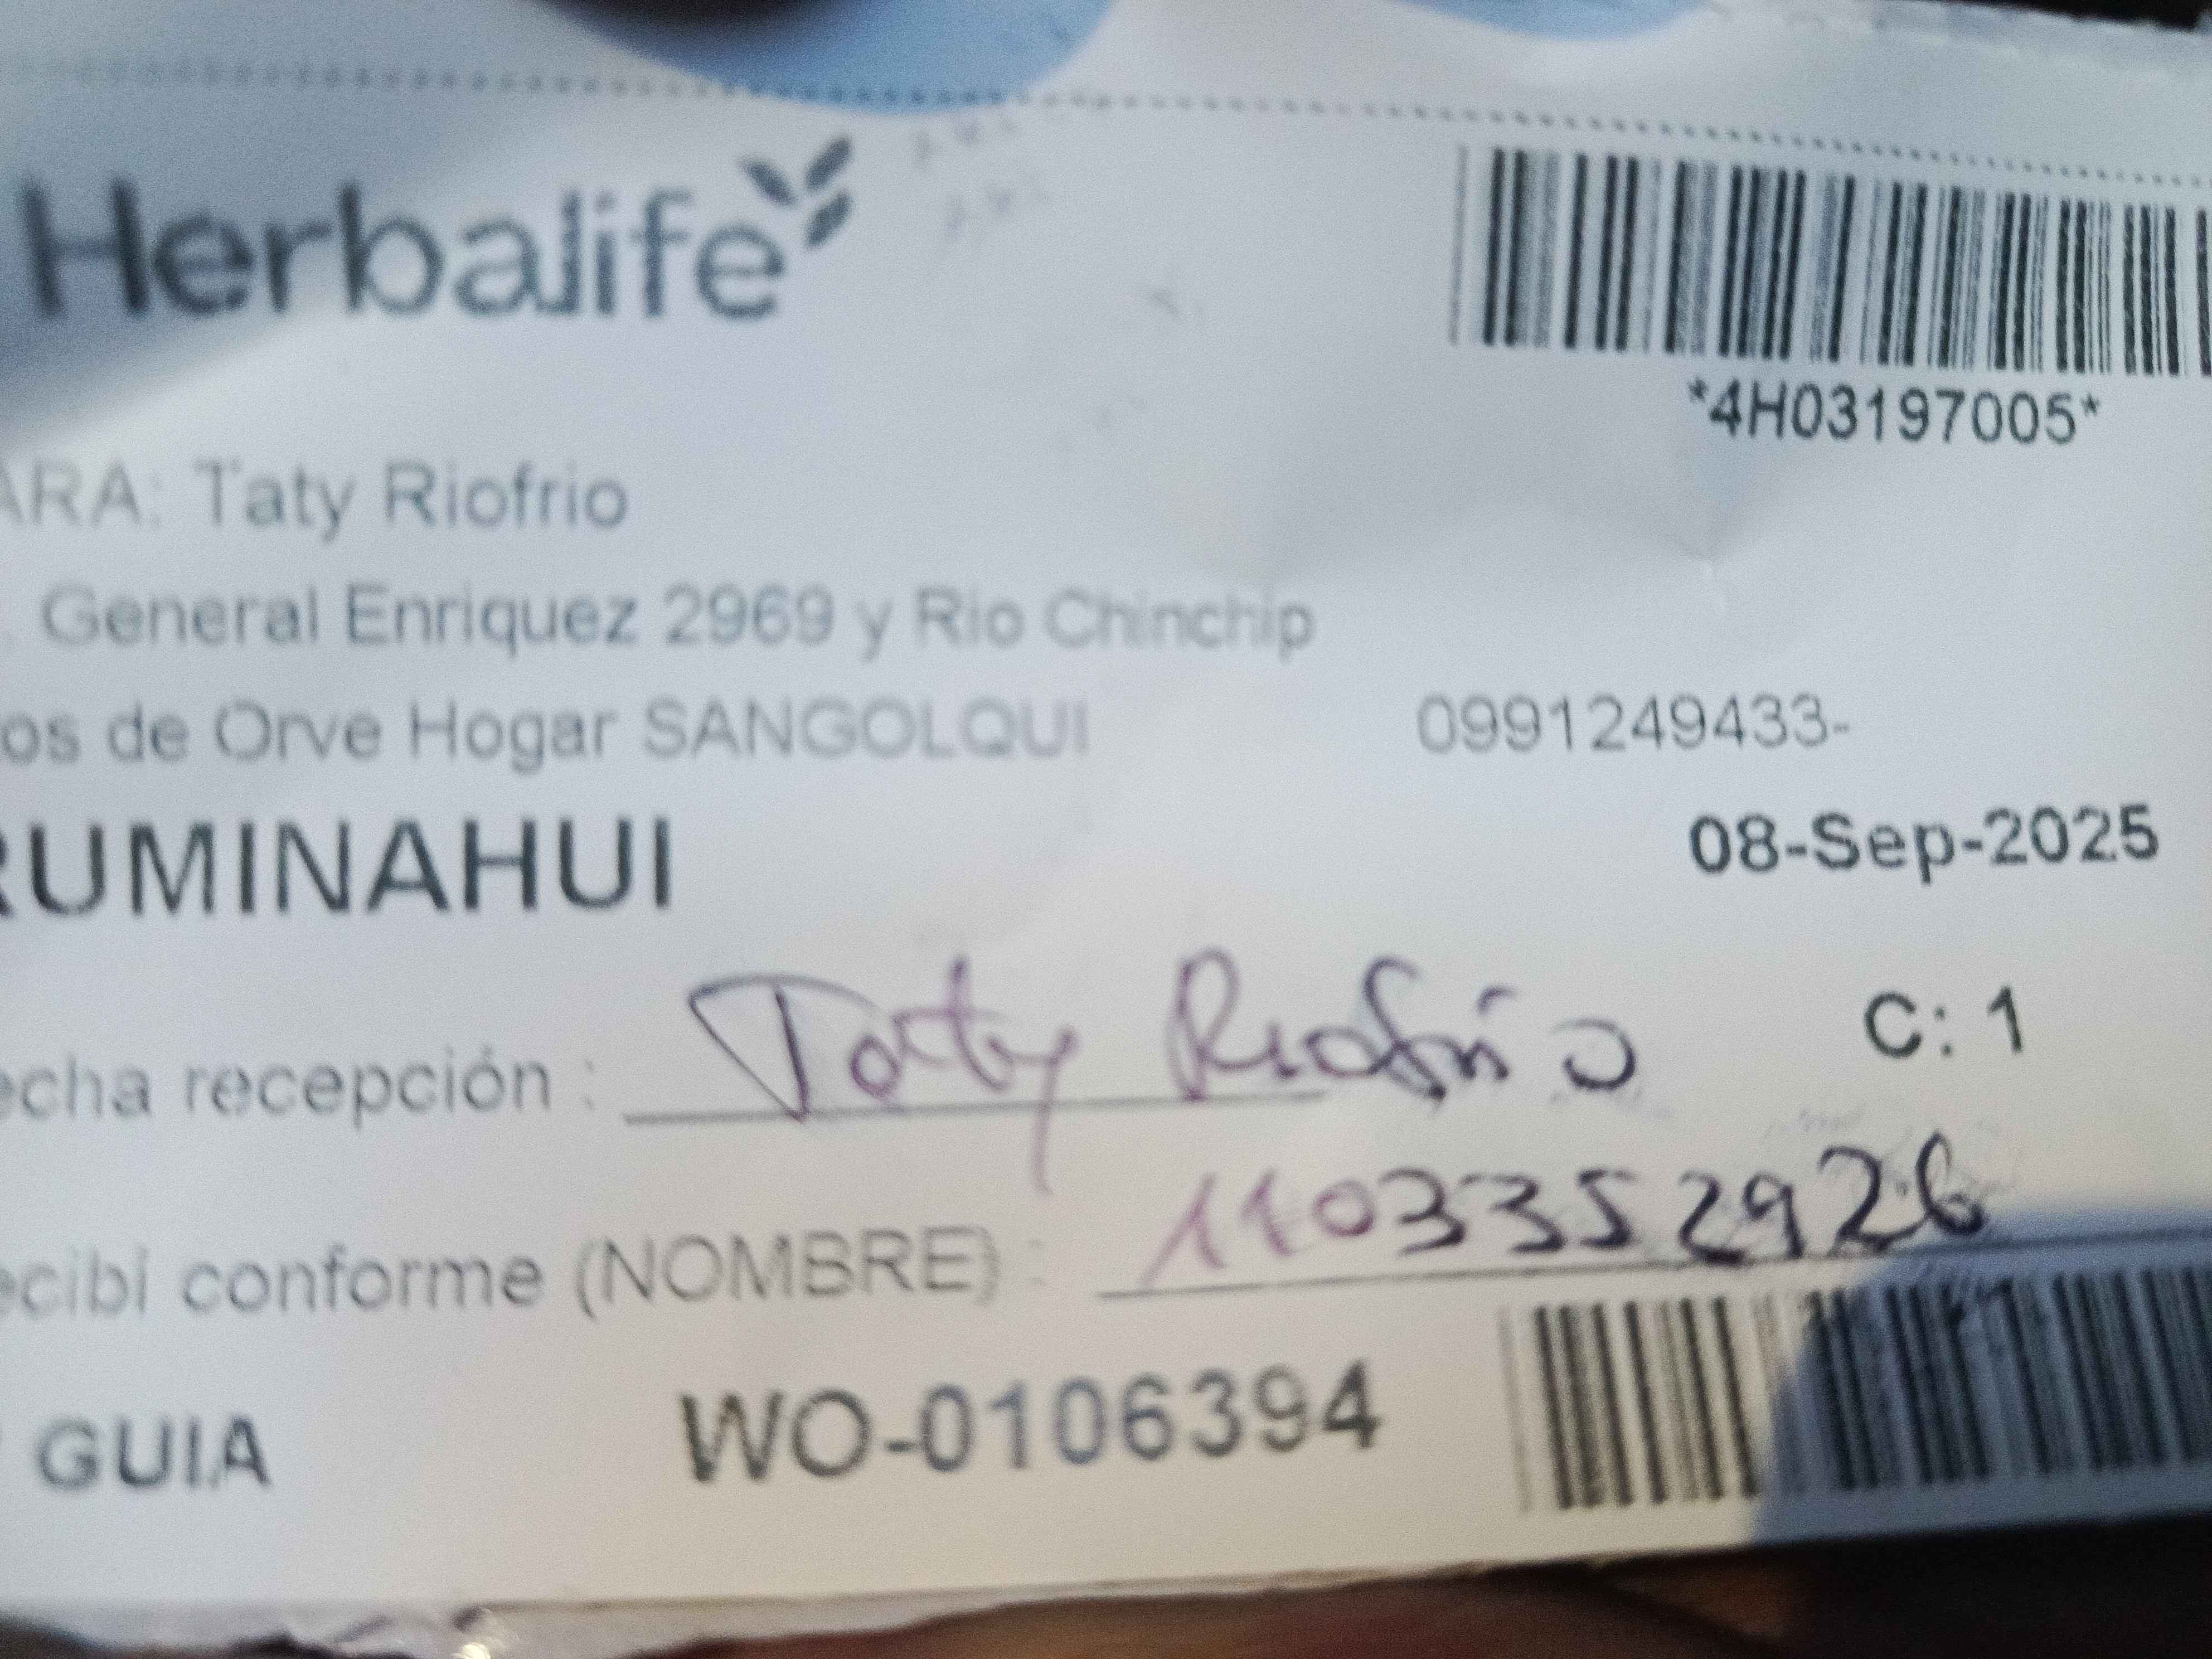 Herbalife
*4H03197005*
ARA: Taty Riofrio
. General Enriquez 2969 y Rio Chinchip
os de Orve Hogar SANGOLQUI 0991249433-
RUMINAHUI 08-Sep-2025
echa recepción : Taty Riofrio C: 1
ecibi conforme (NOMBRE) : 1103352926
GUIA WO-0106394